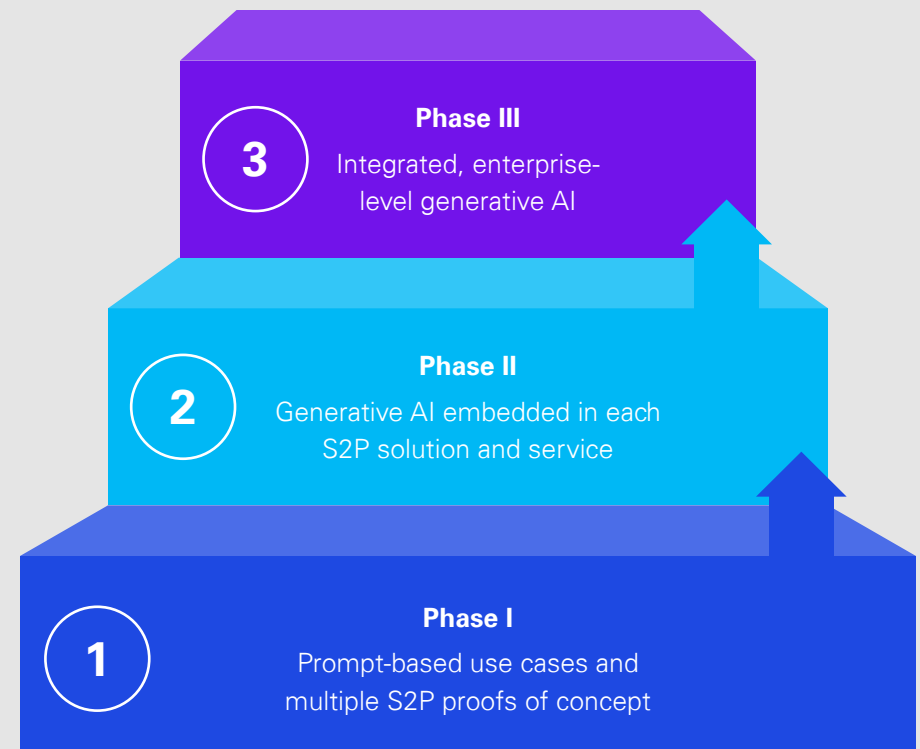 Phase III
3
Integrated, enterprise-
level generative AI
Phase II
2
Generative AI embedded in each
S2P solution and service
Phase I
1
Prompt-based use cases and
multiple S2P proofs of concept